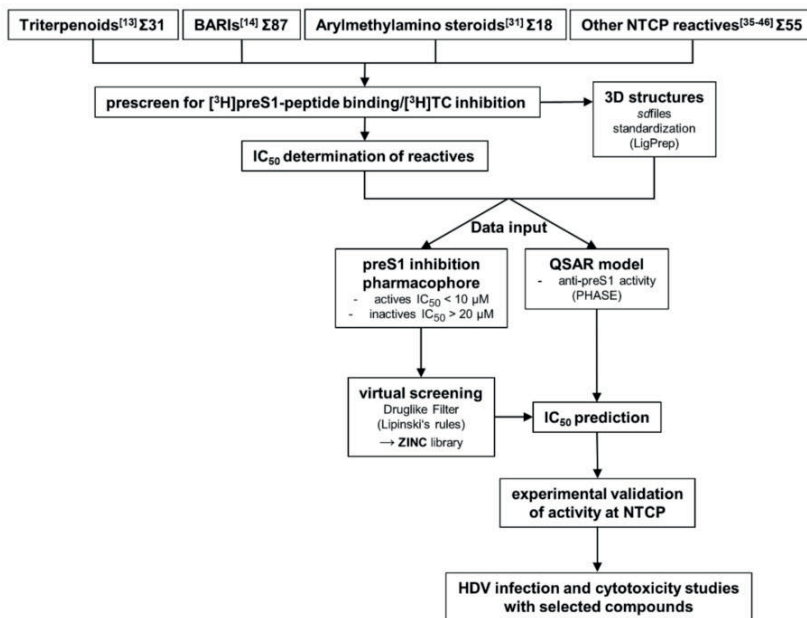 Triterpenoids[13] Σ31
BARIs[14] Σ87
Arylmethylamino steroids[31] Σ18
Other NTCP reactives[35-46] Σ55
prescreen for [3H]preS1-peptide binding/[3H]TC inhibition
3D structures
sdfiles
standardization
(LigPrep)
IC50 determination of reactives
Data input
preS1 inhibition
pharmacophore
- actives IC50 < 10 µM
- inactives IC50 > 20 µM
QSAR model
- anti-preS1 activity
(PHASE)
virtual screening
Druglike Filter
(Lipinski's rules)
→ ZINC library
IC50 prediction
experimental validation
of activity at NTCP
HDV infection and cytotoxicity studies
with selected compounds